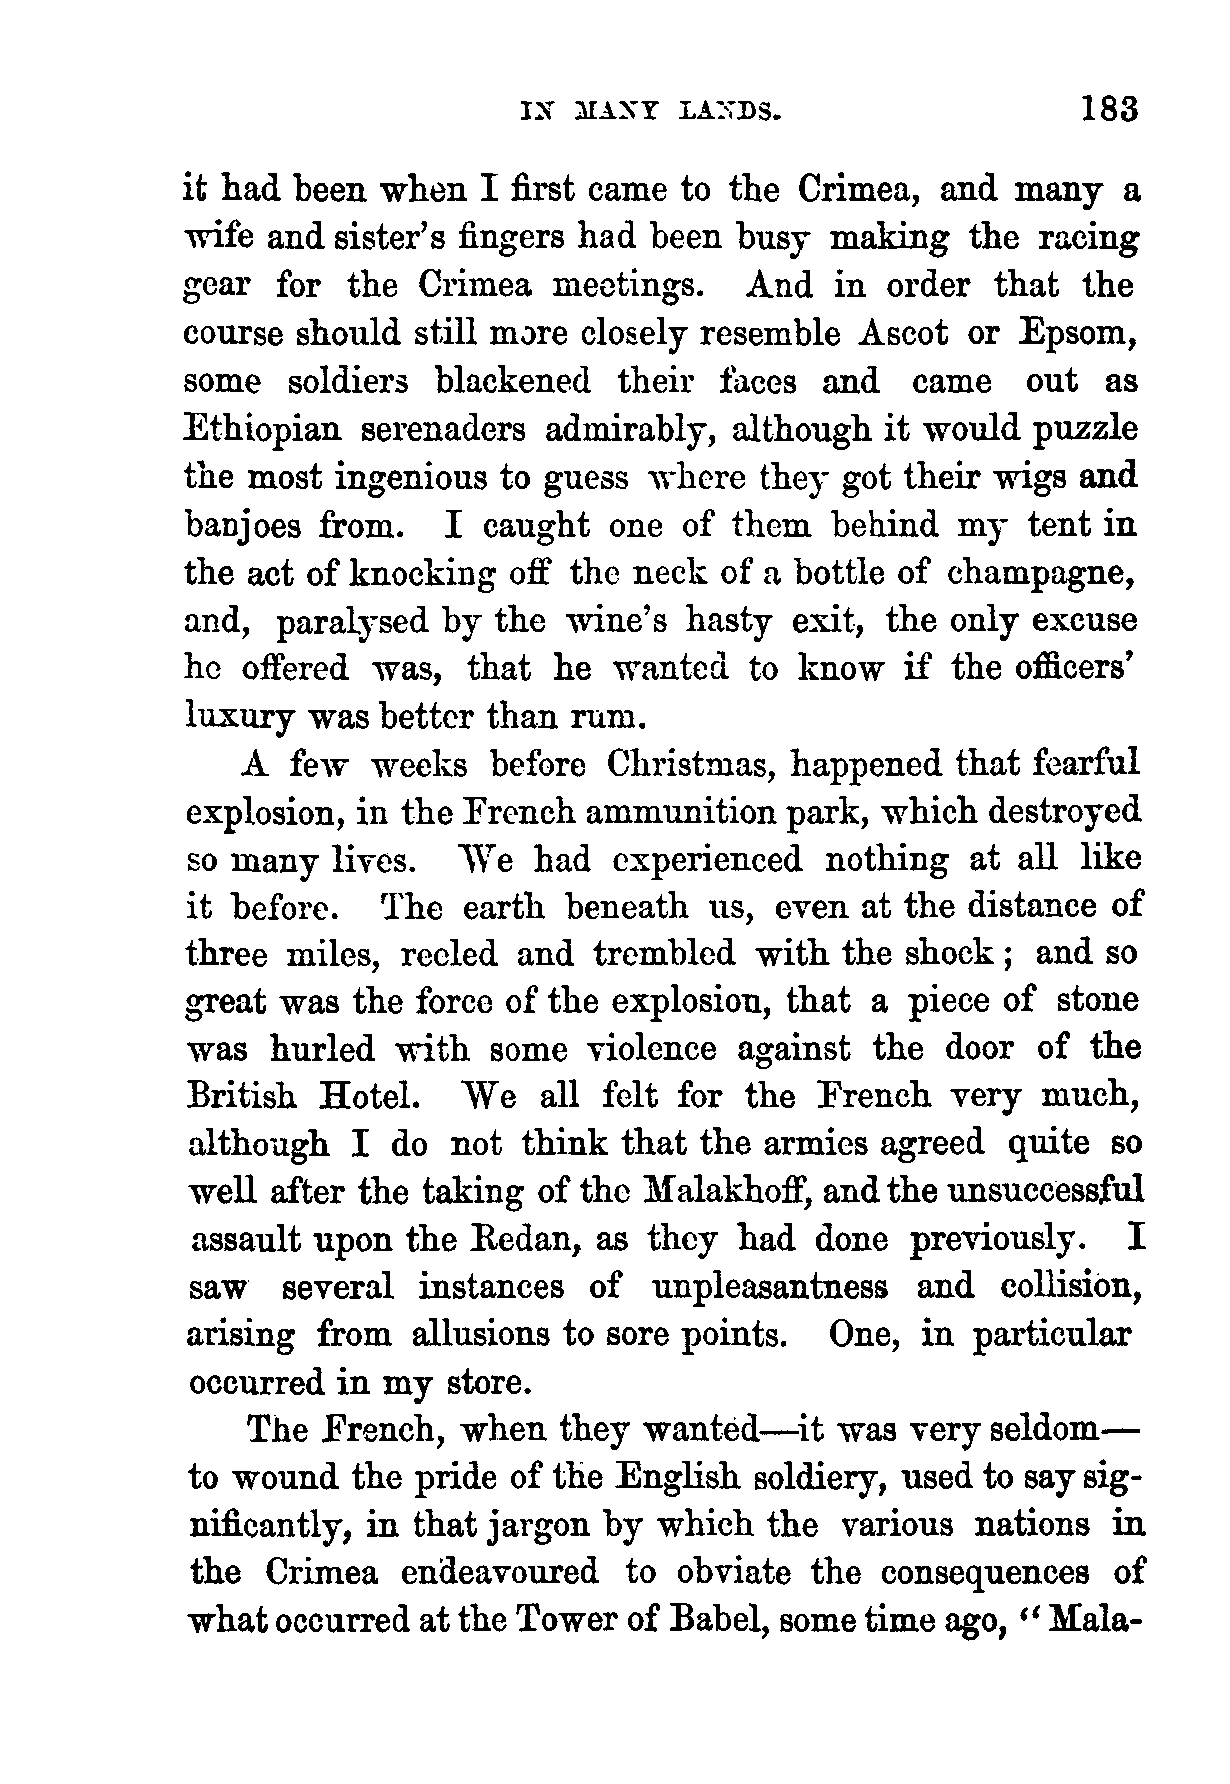 IN MANY LANDS. 183
it had been when I first came to the Crimea, and many a
wife and sister's fingers had been busy making the racing
gear for the Crimea meetings. And in order that the
course should still more closely resemble Ascot or Epsom,
some soldiers blackened their faces and came out as
Ethiopian serenaders admirably, although it would puzzle
the most ingenious to guess where they got their wigs and
banjoes from. I caught one of them behind my tent in
the act of knocking off the neck of a bottle of champagne,
and, paralysed by the wine's hasty exit, the only excuse
he offered was, that he wanted to know if the officers'
luxury was better than rum.
A few weeks before Christmas, happened that fearful
explosion, in the French ammunition park, which destroyed
so many lives. We had experienced nothing at all like
it before. The earth beneath us, even at the distance of
three miles, reeled and trembled with the shock; and so
great was the force of the explosion, that a piece of stone
was hurled with some violence against the door of the
British Hotel. We all felt for the French very much,
although I do not think that the armies agreed quite so
well after the taking of the Malakhoff, and the unsuccessful
assault upon the Redan, as they had done previously. I
saw several instances of unpleasantness and collision,
arising from allusions to sore points. One, in particular
occurred in my store.
The French, when they wanted—it was very seldom—
to wound the pride of the English soldiery, used to say sig-
nificantly, in that jargon by which the various nations in
the Crimea endeavoured to obviate the consequences of
what occurred at the Tower of Babel, some time ago, "Mala-